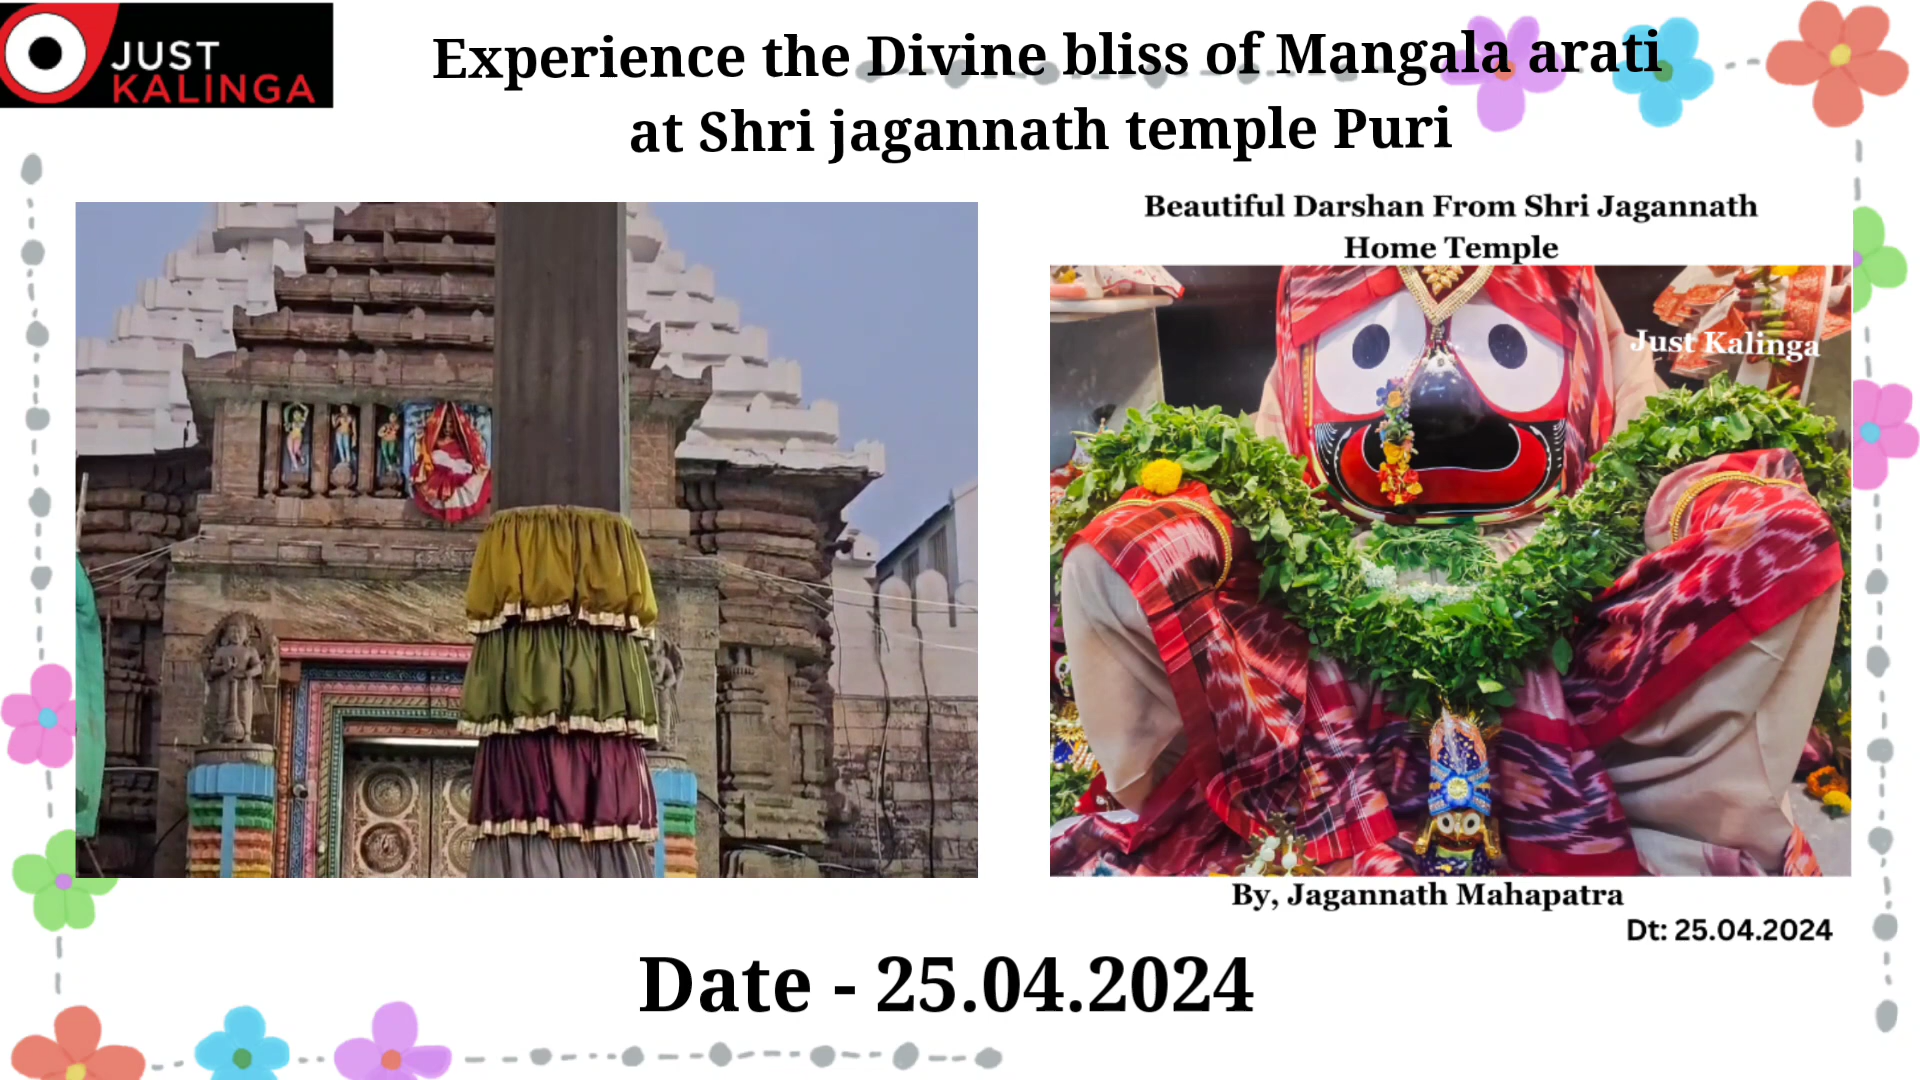 JUST
KALINGA
Experience the Divine bliss of Mangala arati
at Shri jagannath temple Puri
Beautiful Darshan From Shri Jagannath
Home Temple
Just Kalinga
By, Jagannath Mahapatra
Dt: 25.04.2024
Date - 25.04.2024